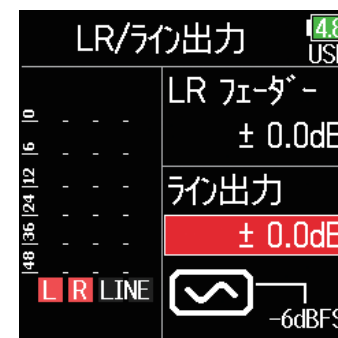 LR/ライン出力
4.8
USB
LR フェーダー
± 0.0dB
0
6
12
24
36
48
ライン出力
± 0.0dB
L R LINE
-6dBFS